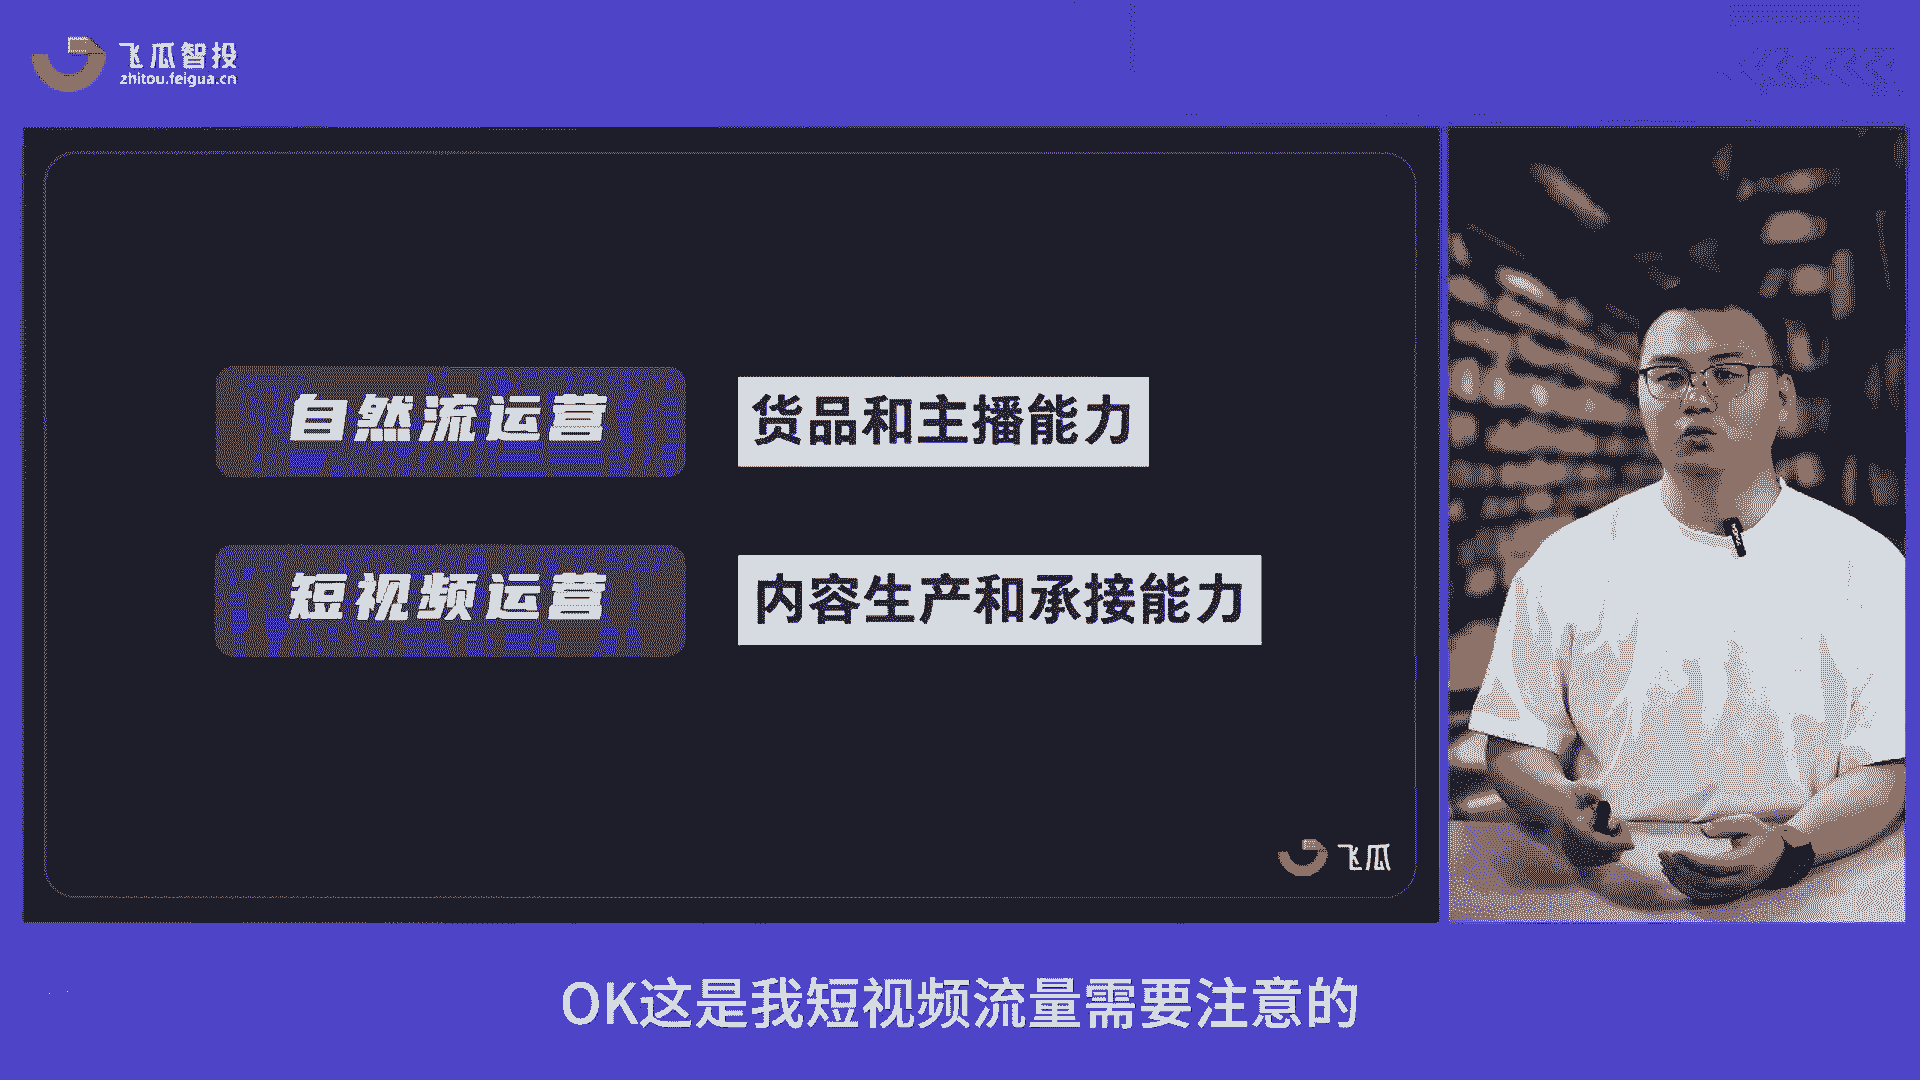 飞瓜智投
zhitou.feigua.cn
自然流运营
货品和主播能力
短视频运营
内容生产和承接能力
飞瓜
OK这是我短视频流量需要注意的